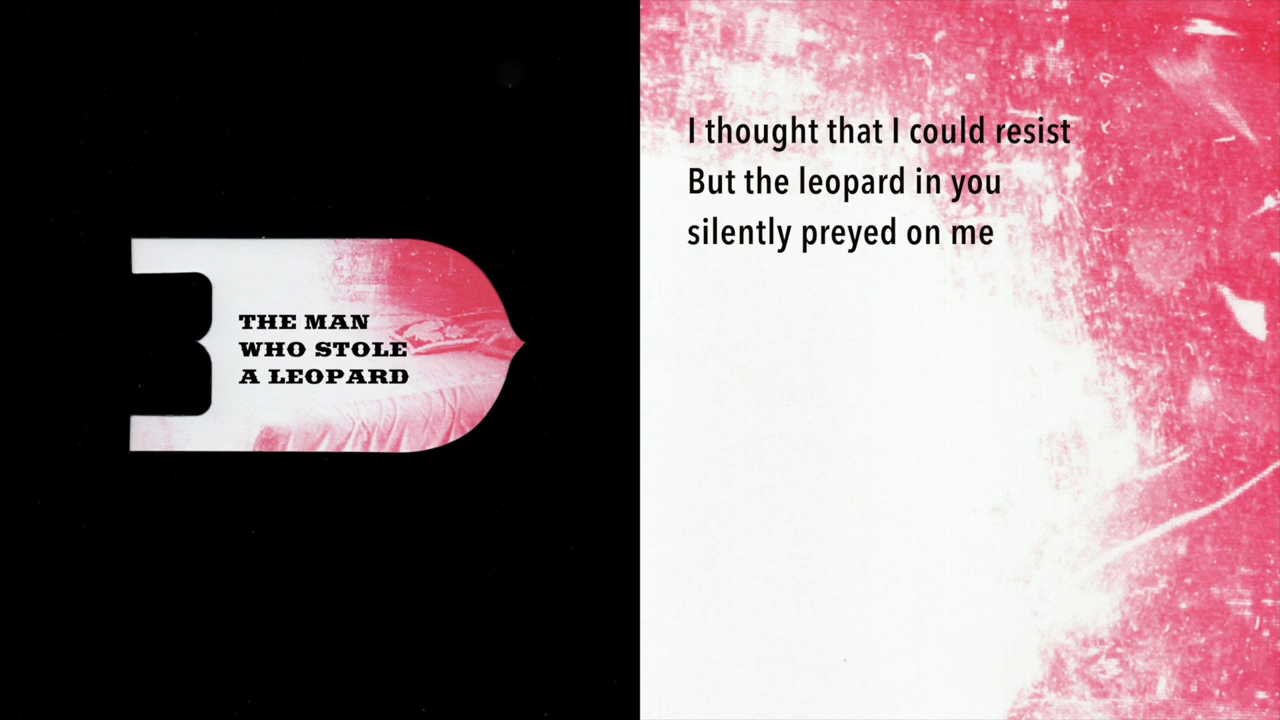 THE MAN
WHO STOLE
A LEOPARD
I thought that I could resist
But the leopard in you
silently preyed on me